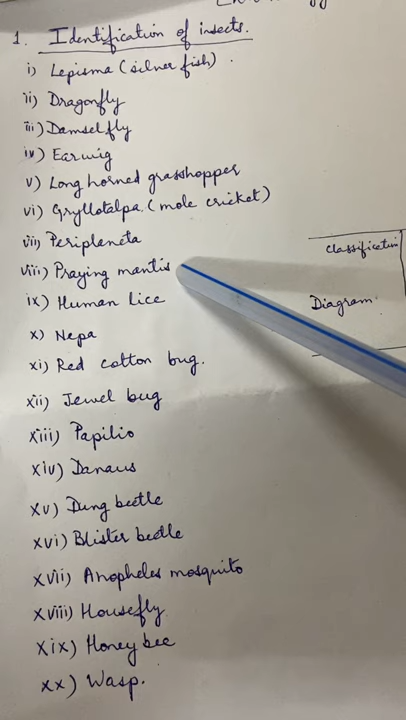 1. Identification of insects.
i) Lepisma (silver fish).
ii) Dragonfly
iii) Damselfly
iv) Earwig
v) Long horned grasshopper
vi) Gryllotalpa (mole cricket)
vii) Periplaneta
viii) Praying mantis
ix) Human lice
x) Nepa
xi) Red cotton bug.
xii) Jewel bug
xiii) Papilio
xiv) Danaus
xv) Dung beetle
xvi) Blister beetle
xvii) Anopheles mosquito
xviii) Housefly
xix) Honey bee
xx) Wasp.
Classification
Diagram.